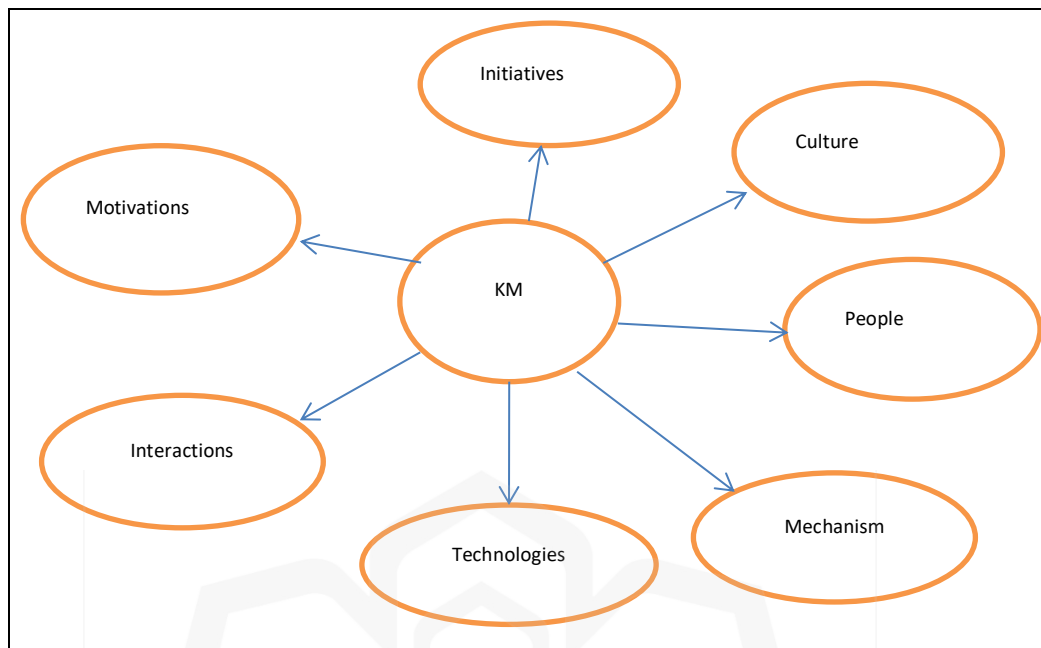 Initiatives
Culture
Motivations
KM
People
Interactions
Mechanism
Technologies